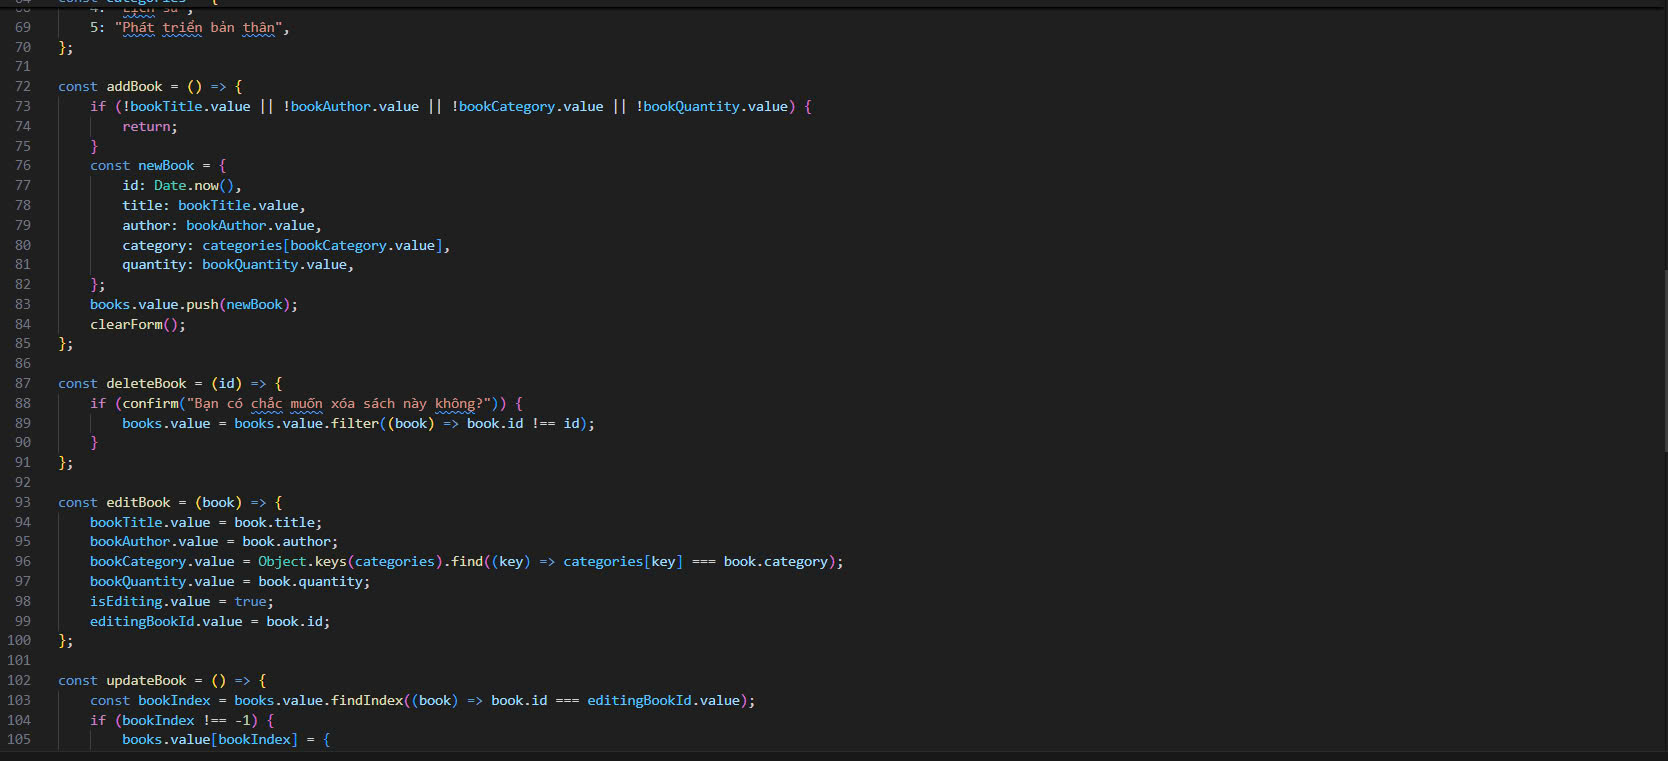 69 5: "Phát triển bản thân",
70 };
71
72 const addBook = () => {
73 if (!bookTitle.value || !bookAuthor.value || !bookCategory.value || !bookQuantity.value) {
74 return;
75 }
76 const newBook = {
77 id: Date.now(),
78 title: bookTitle.value,
79 author: bookAuthor.value,
80 category: categories[bookCategory.value],
81 quantity: bookQuantity.value,
82 };
83 books.value.push(newBook);
84 clearForm();
85 };
86
87 const deleteBook = (id) => {
88 if (confirm("Bạn có chắc muốn xóa sách này không?")) {
89 books.value = books.value.filter((book) => book.id !== id);
90 }
91 };
92
93 const editBook = (book) => {
94 bookTitle.value = book.title;
95 bookAuthor.value = book.author;
96 bookCategory.value = Object.keys(categories).find((key) => categories[key] === book.category);
97 bookQuantity.value = book.quantity;
98 isEditing.value = true;
99 editingBookId.value = book.id;
100 };
101
102 const updateBook = () => {
103 const bookIndex = books.value.findIndex((book) => book.id === editingBookId.value);
104 if (bookIndex !== -1) {
105 books.value[bookIndex] = {